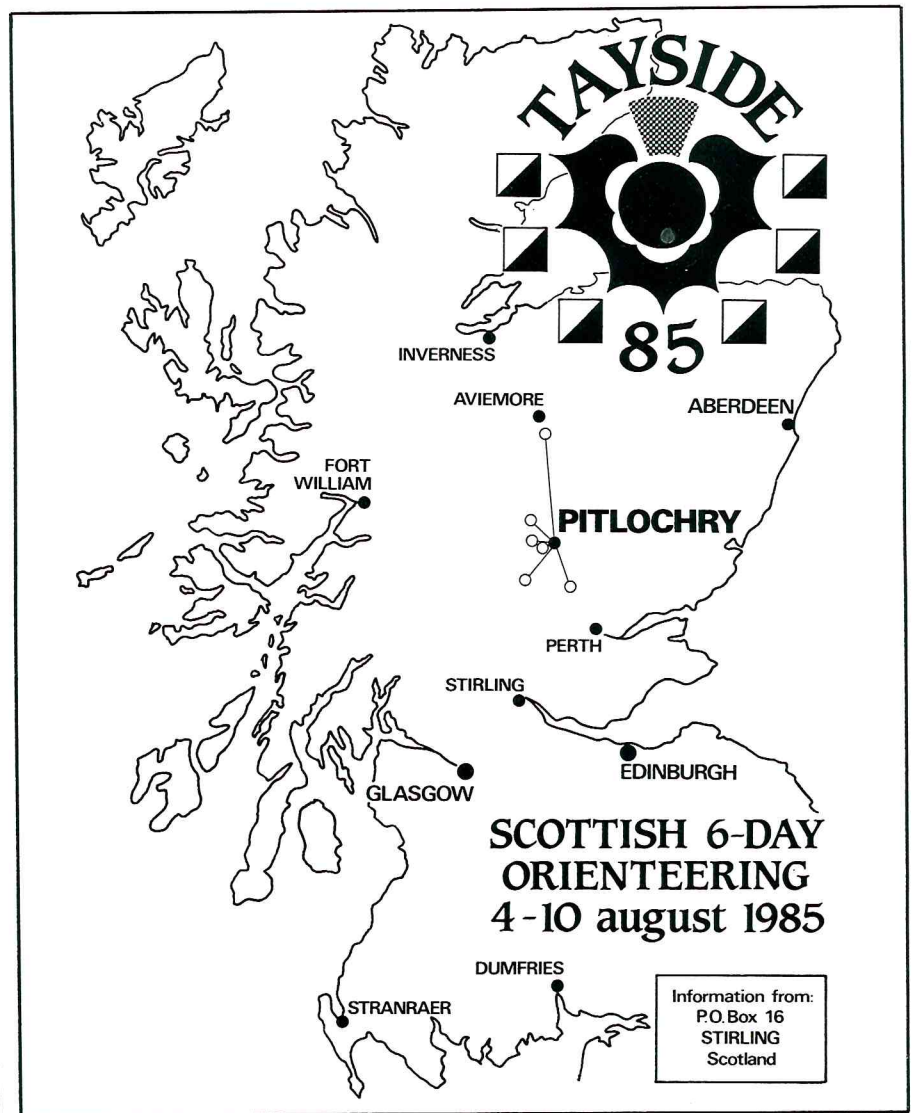 TAYSIDE
85
INVERNESS
AVIEMORE
ABERDEEN
FORT
WILLIAM
PITLOCHRY
PERTH
STIRLING
EDINBURGH
GLASGOW
SCOTTISH 6-DAY
ORIENTEERING
4-10 august 1985
DUMFRIES
STRANRAER
Information from:
P.O. Box 16
STIRLING
Scotland